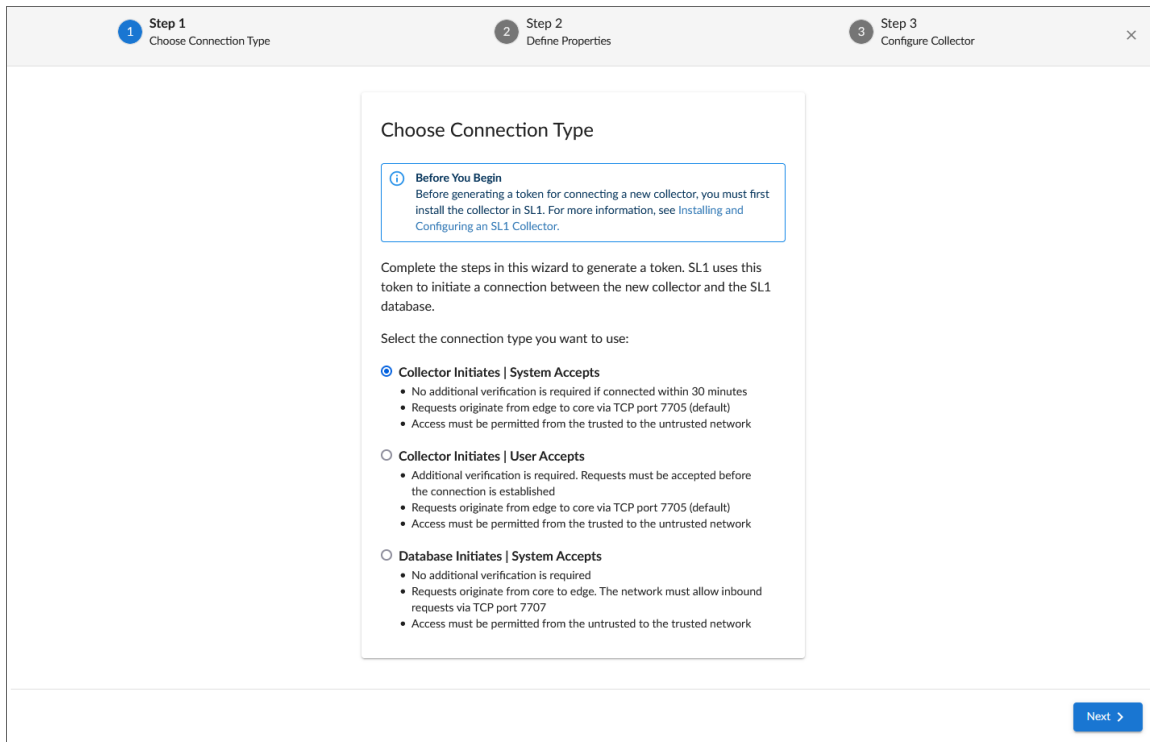 1
Step 1
Choose Connection Type
2
Step 2
Define Properties
3
Step 3
Configure Collector
Choose Connection Type
Before You Begin
Before generating a token for connecting a new collector, you must first
install the collector in SL1. For more information, see Installing and
Configuring an SL1 Collector.
Complete the steps in this wizard to generate a token. SL1 uses this
token to initiate a connection between the new collector and the SL1
database.
Select the connection type you want to use:
Collector Initiates | System Accepts
• No additional verification is required if connected within 30 minutes
• Requests originate from edge to core via TCP port 7705 (default)
• Access must be permitted from the trusted to the untrusted network
Collector Initiates | User Accepts
• Additional verification is required. Requests must be accepted before
the connection is established
• Requests originate from edge to core via TCP port 7705 (default)
• Access must be permitted from the trusted to the untrusted network
Database Initiates | System Accepts
• No additional verification is required
• Requests originate from core to edge. The network must allow inbound
requests via TCP port 7707
• Access must be permitted from the untrusted to the trusted network
Next